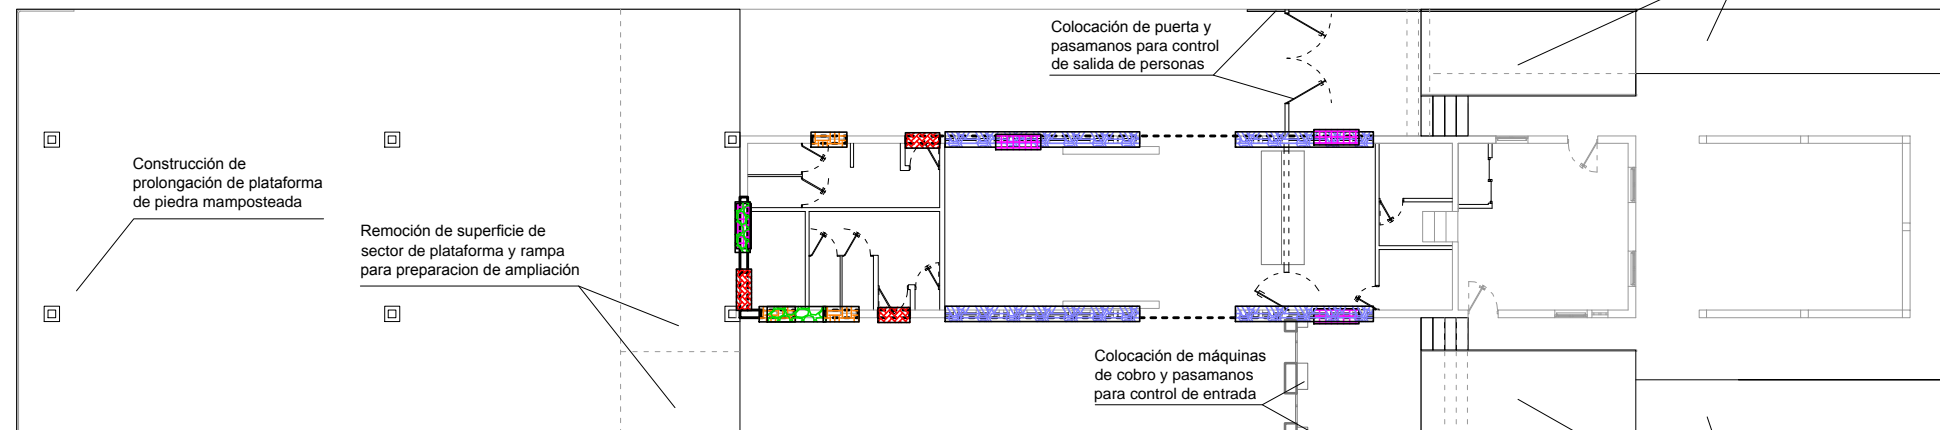 Colocación de puerta y
pasamanos para control
de salida de personas
Construcción de
prolongación de plataforma
de piedra mamposteada
Remoción de superficie de
sector de plataforma y rampa
para preparacion de ampliación
Colocación de máquinas
de cobro y pasamanos
para control de entrada